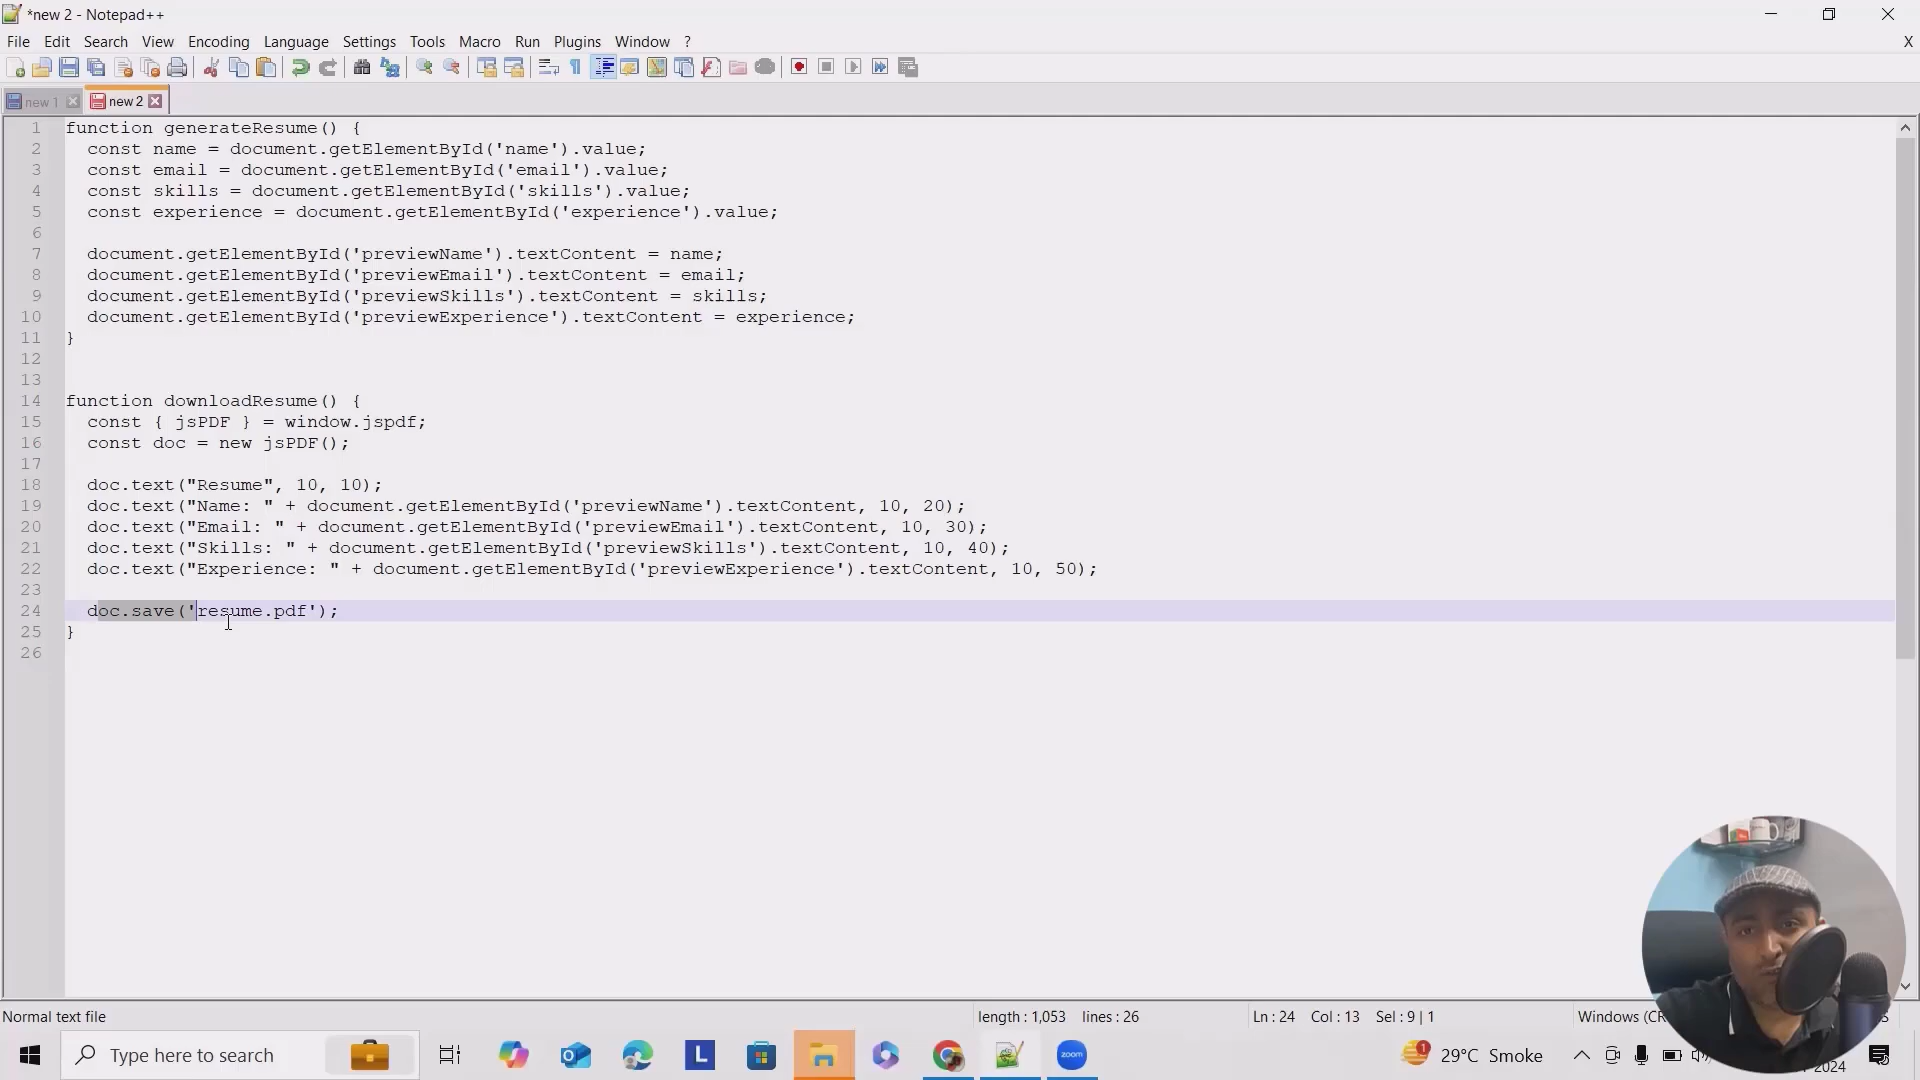 *new 2 - Notepad++
File Edit Search View Encoding Language Settings Tools Macro Run Plugins Window ? X
new 1 new 2
1 function generateResume() {
2 const name = document.getElementById('name').value;
3 const email = document.getElementById('email').value;
4 const skills = document.getElementById('skills').value;
5 const experience = document.getElementById('experience').value;
6
7 document.getElementById('previewName').textContent = name;
8 document.getElementById('previewEmail').textContent = email;
9 document.getElementById('previewSkills').textContent = skills;
10 document.getElementById('previewExperience').textContent = experience;
11 }
12
13
14 function downloadResume() {
15 const { jsPDF } = window.jspdf;
16 const doc = new jsPDF();
17
18 doc.text("Resume", 10, 10);
19 doc.text("Name: " + document.getElementById('previewName').textContent, 10, 20);
20 doc.text("Email: " + document.getElementById('previewEmail').textContent, 10, 30);
21 doc.text("Skills: " + document.getElementById('previewSkills').textContent, 10, 40);
22 doc.text("Experience: " + document.getElementById('previewExperience').textContent, 10, 50);
23
24 doc.save('resume.pdf');
25 }
26
Normal text file length : 1,053 lines : 26 Ln : 24 Col : 13 Sel : 9 | 1 Windows (CR
Type here to search L zoom 1 29°C Smoke
2024